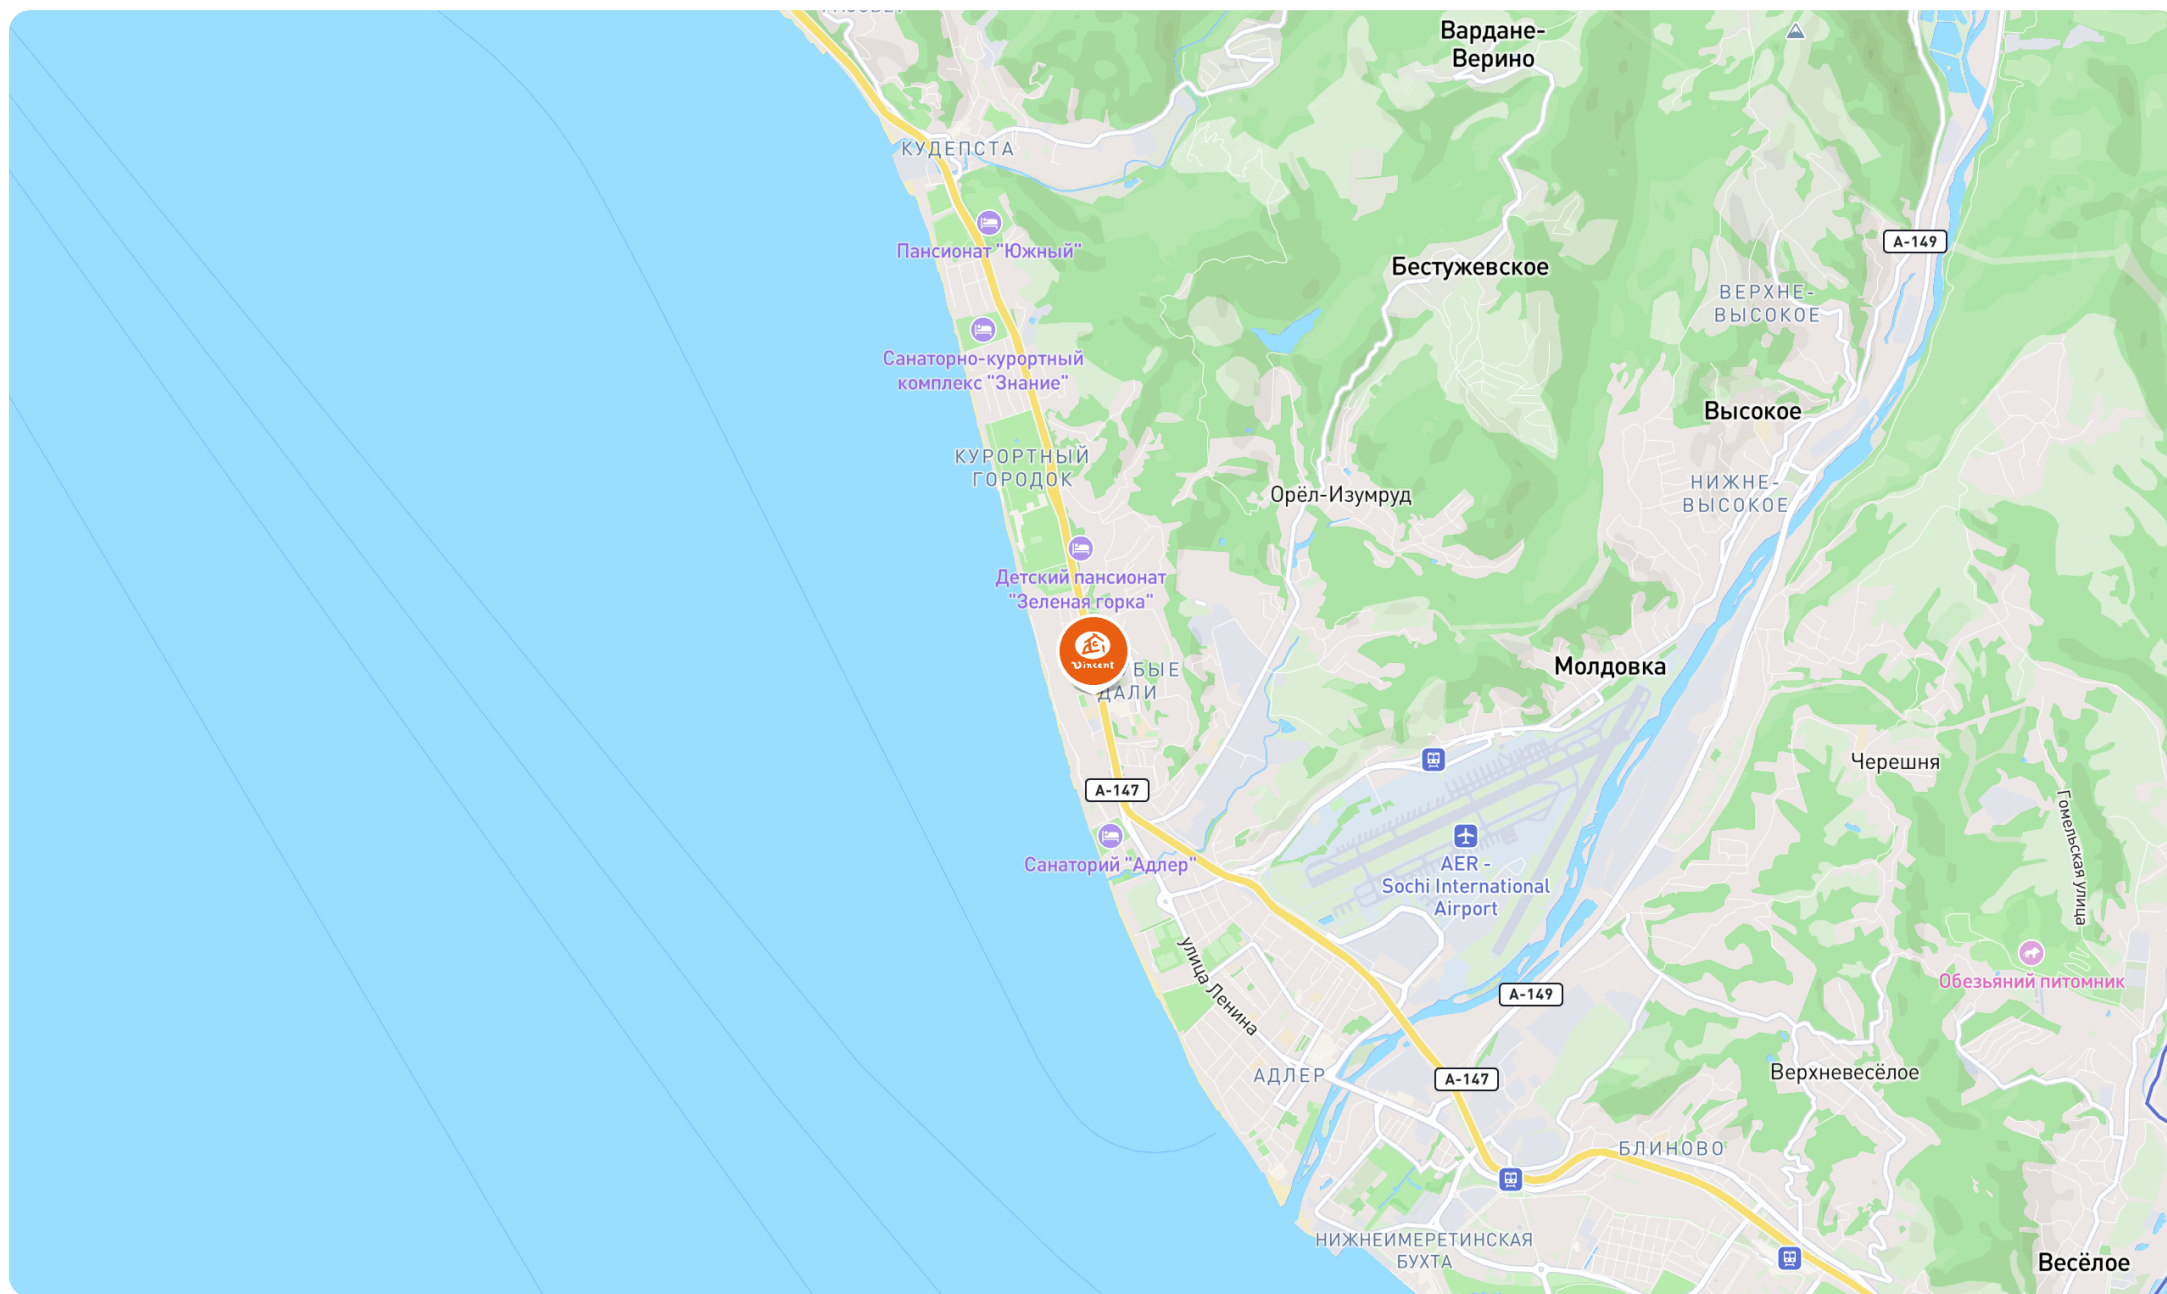 Вардане-
Верино
КУДЕПСТА
Пансионат "Южный"
А-149
Бестужевское
ВЕРХНЕ-
ВЫСОКОЕ
Санаторно-курортный
комплекс "Знание"
Высокое
КУРОРТНЫЙ
ГОРОДОК
Орёл-Изумруд
НИЖНЕ-
ВЫСОКОЕ
Детский пансионат
"Зеленая горка"
Vincent
Молдовка
ДАЛИ
Черешня
А-147
Гомельская улица
Санаторий "Адлер"
AER -
Sochi International
Airport
улица Ленина
Обезьяний питомник
А-149
АДЛЕР
А-147
Верхневесёлое
БЛИНОВО
НИЖНЕИМЕРЕТИНСКАЯ
БУХТА
Весёлое